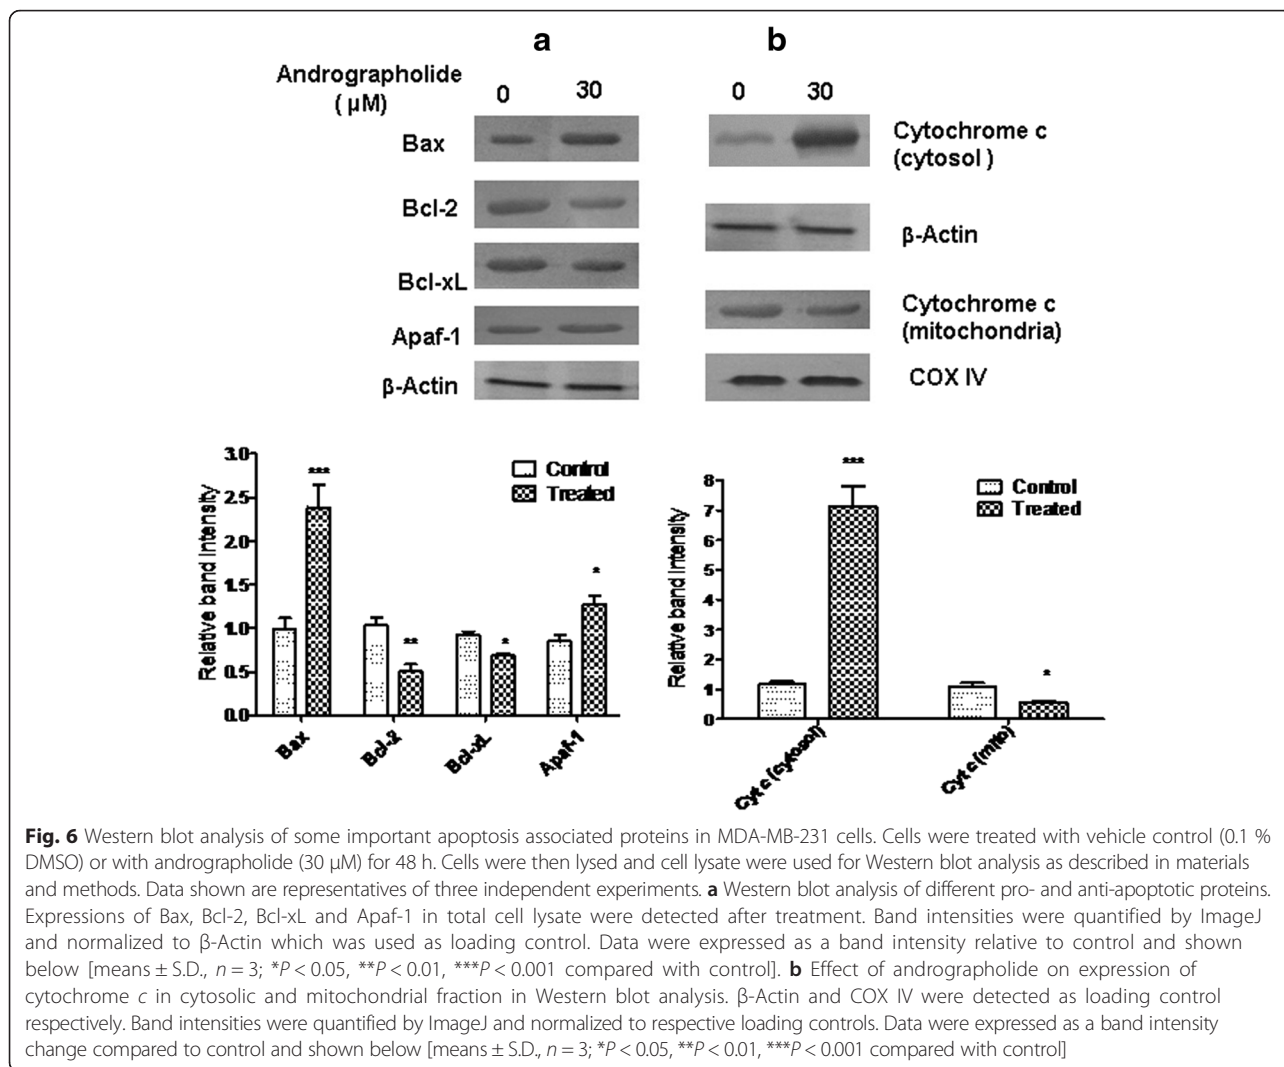 a
b
Andrographolide
( μM)
0
30
0
30
Bax
Cytochrome c
(cytosol )
Bcl-2
β-Actin
Bcl-xL
Cytochrome c
(mitochondria)
Apaf-1
β-Actin
COX IV
3.0
2.5
2.0
1.5
1.0
0.5
0.0
Relative band intensity
***
**
*
*
Control
Treated
Bax
Bcl-2
Bcl-xL
Apaf-1
8
7
6
5
4
3
2
1
0
Relative band intensity
***
*
Control
Treated
Cyt c (cytosol)
Cyt c (mito)
Fig. 6 Western blot analysis of some important apoptosis associated proteins in MDA-MB-231 cells. Cells were treated with vehicle control (0.1 %
DMSO) or with andrographolide (30 μM) for 48 h. Cells were then lysed and cell lysate were used for Western blot analysis as described in materials
and methods. Data shown are representatives of three independent experiments. a Western blot analysis of different pro- and anti-apoptotic proteins.
Expressions of Bax, Bcl-2, Bcl-xL and Apaf-1 in total cell lysate were detected after treatment. Band intensities were quantified by ImageJ
and normalized to β-Actin which was used as loading control. Data were expressed as a band intensity relative to control and shown
below [means ± S.D., n = 3; *P < 0.05, **P < 0.01, ***P < 0.001 compared with control]. b Effect of andrographolide on expression of
cytochrome c in cytosolic and mitochondrial fraction in Western blot analysis. β-Actin and COX IV were detected as loading control
respectively. Band intensities were quantified by ImageJ and normalized to respective loading controls. Data were expressed as a band intensity
change compared to control and shown below [means ± S.D., n = 3; *P < 0.05, **P < 0.01, ***P < 0.001 compared with control]